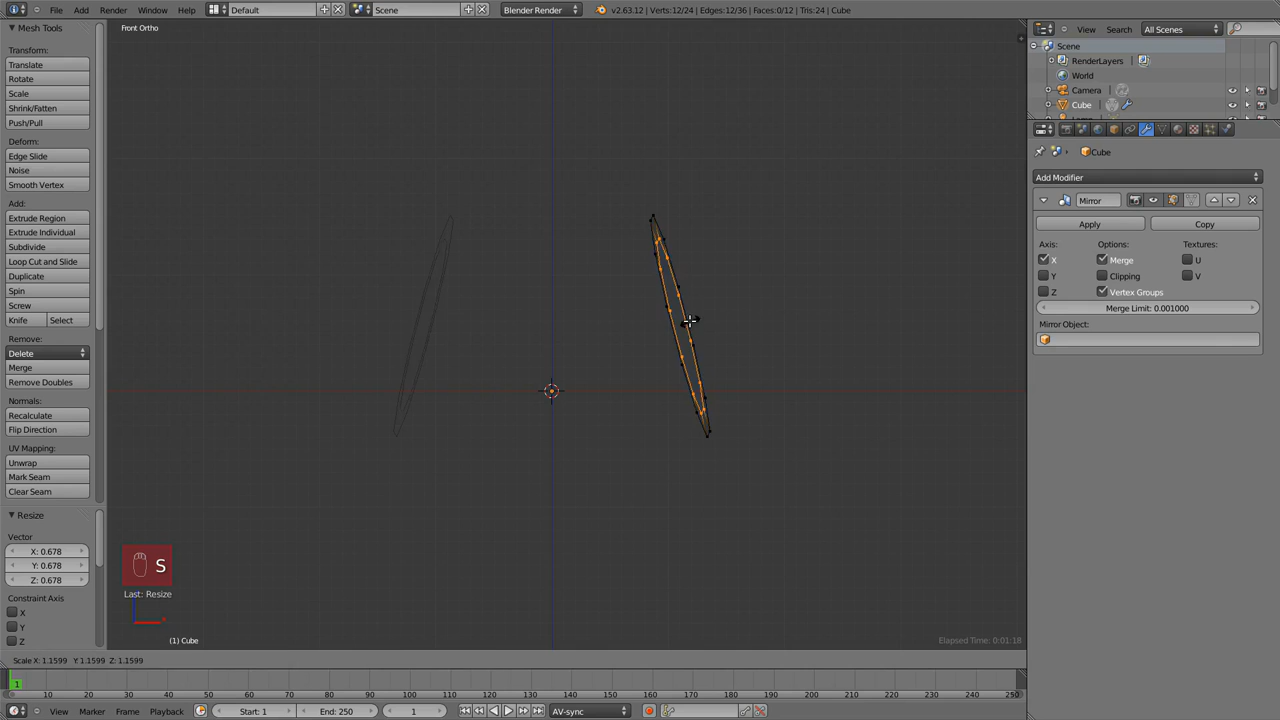 File Add Render Window Help Default Scene Blender Render v2.63.12 | Verts:12/24 | Edges:12/36 | Faces:0/12 | Tris:24 | Cube
Mesh Tools
Transform:
Translate
Rotate
Scale
Shrink/Fatten
Push/Pull
Deform:
Edge Slide
Noise
Smooth Vertex
Add:
Extrude Region
Extrude Individual
Subdivide
Loop Cut and Slide
Duplicate
Spin
Screw
Knife Select
Remove:
Delete
Merge
Remove Doubles
Normals:
Recalculate
Flip Direction
UV Mapping:
Unwrap
Mark Seam
Clear Seam
Resize
Vector
X: 0.678
Y: 0.678
Z: 0.678
Constraint Axis
X
Y
Z
Front Ortho
S
Last: Resize
(1) Cube
Elapsed Time: 0:01:18
Scale X: 1.1599 Y: 1.1599 Z: 1.1599
View Search All Scenes
Scene
RenderLayers
World
Camera
Cube
Cube
Add Modifier
Mirror
Apply Copy
Axis: Options: Textures:
X Merge U
Y Clipping V
Z Vertex Groups
Merge Limit: 0.001000
Mirror Object:
1
10 20 30 40 50 60 70 80 90 100 110 120 130 140 150 160 170 180 190 200 210 220 230 240 250
View Marker Frame Playback Start: 1 End: 250 1 AV-sync